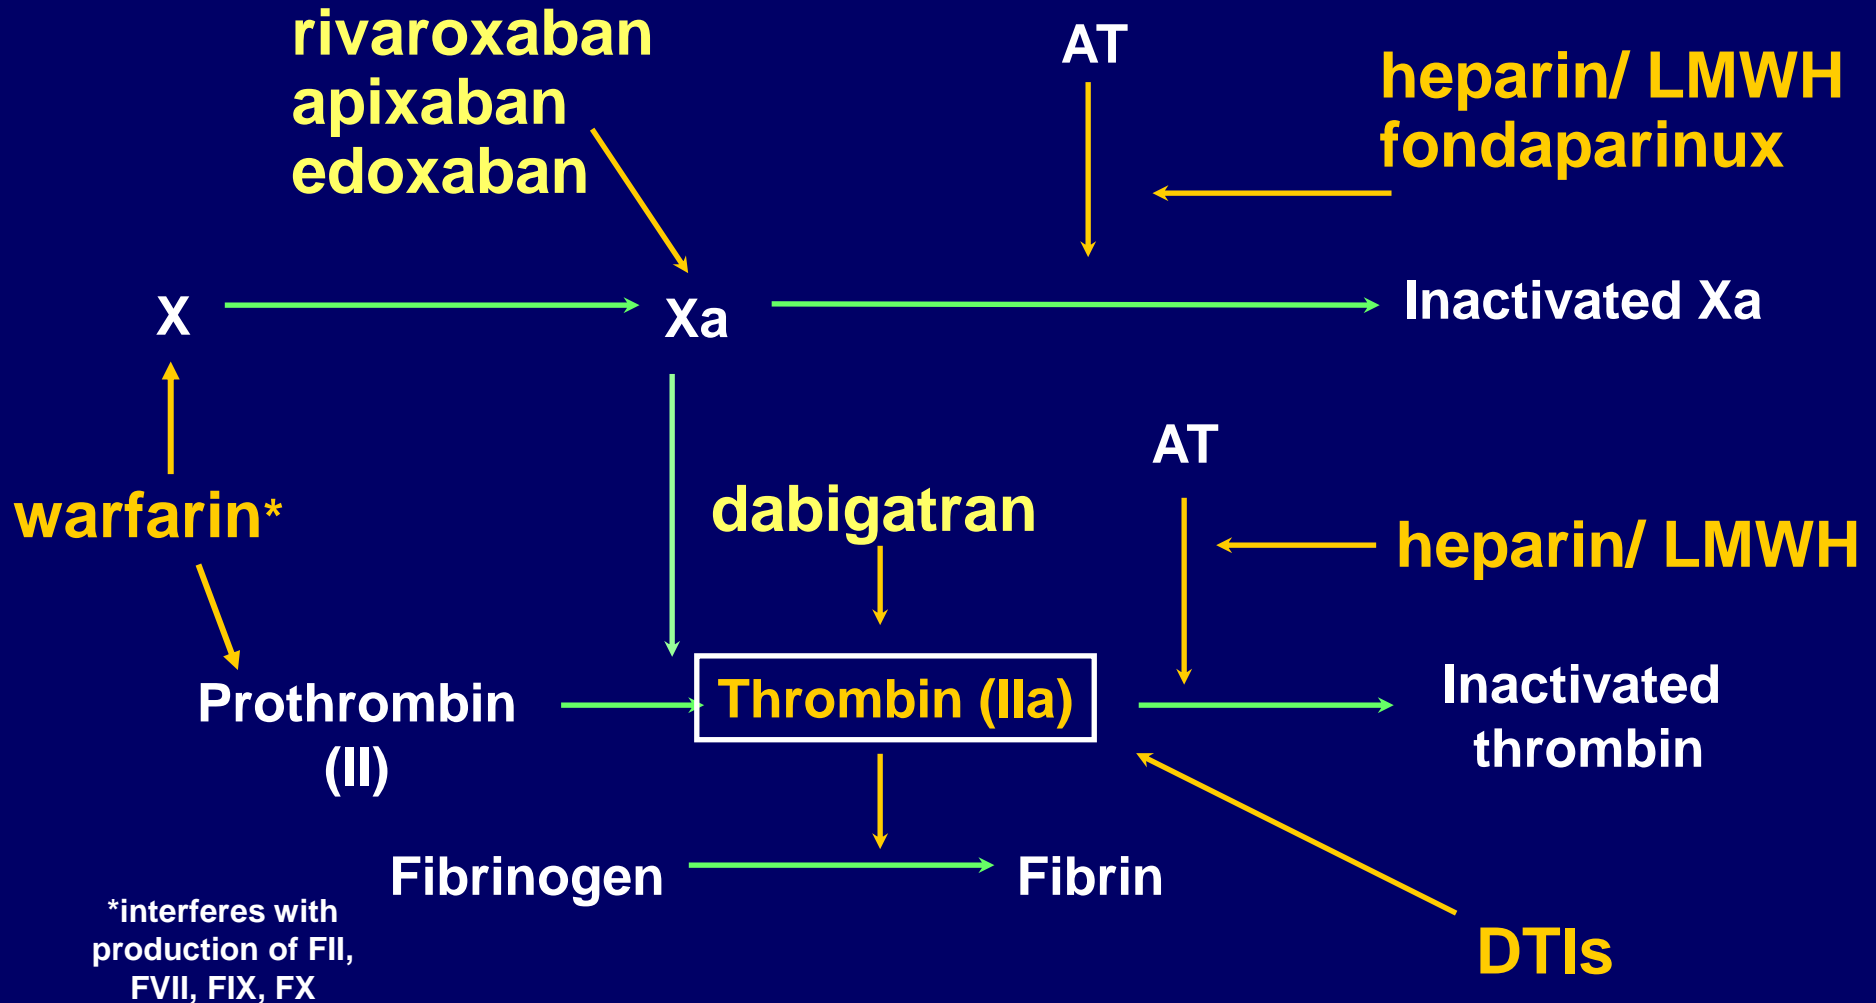 rivaroxaban
apixaban
edoxaban
AT
heparin/ LMWH
fondaparinux
X
Xa
Inactivated Xa
AT
warfarin*
dabigatran
heparin/ LMWH
Prothrombin
(II)
Thrombin (IIa)
Inactivated
thrombin
Fibrinogen
Fibrin
*interferes with
production of FII,
FVII, FIX, FX
DTIs